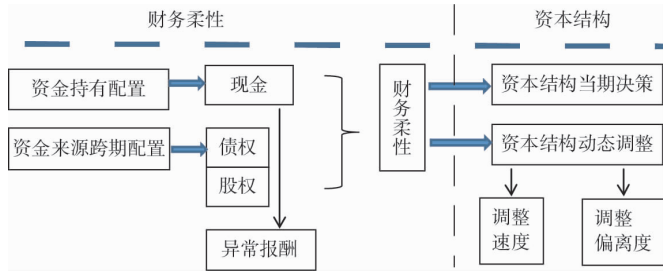 财务柔性
资本结构
资金持有配置
现金
资金来源跨期配置
债权
股权
异常报酬
财务柔性
资本结构当期决策
资本结构动态调整
调整
速度
调整
偏离度